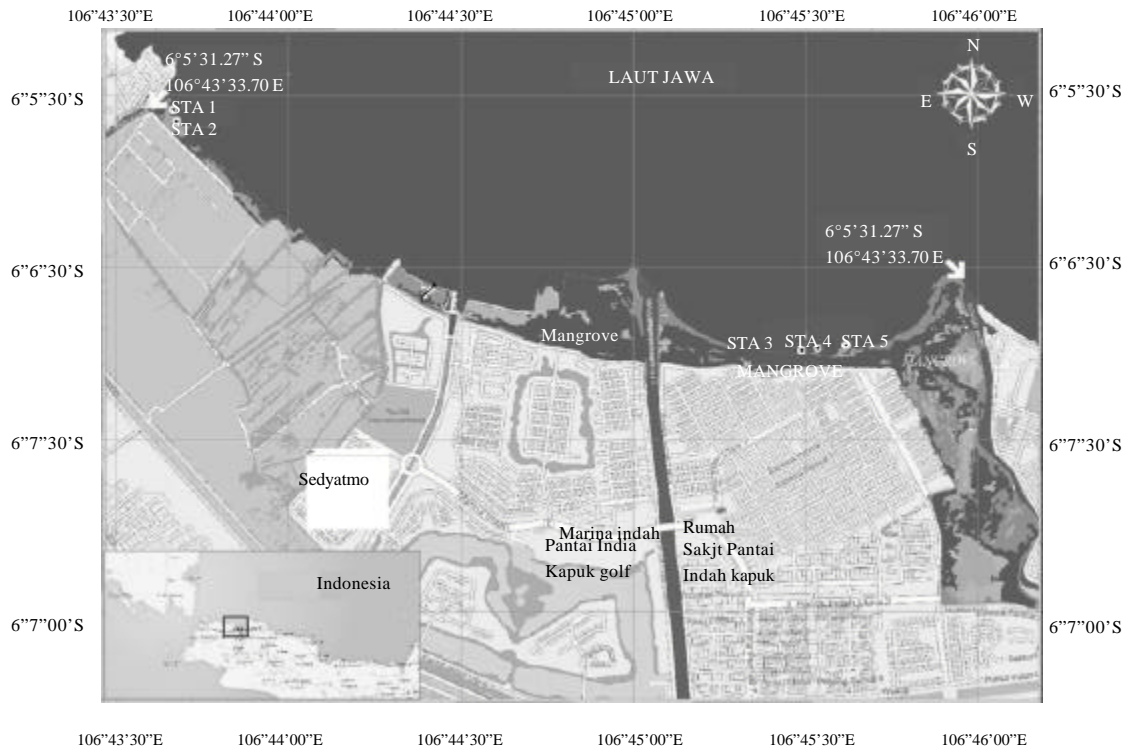 106”43’30”E 106”44’00”E 106”44’30”E 106”45’00”E 106”45’30”E 106”46’00”E
6°5’31.27” S
106°43’33.70 E
STA 1
STA 2
LAUT JAWA
N
E W
S
6”5”30”S
6”5”30”S
6°5’31.27” S
106°43’33.70 E
6”6”30”S
6”6”30”S
Mangrove
STA 3 STA 4 STA 5
MANGROVE
6”7”30”S
6”7”30”S
Sedyatmo
Marina indah
Pantai India
Kapuk golf
Rumah
Sakjt Pantai
Indah kapuk
Indonesia
6”7”00”S
6”7”00”S
106”43’30”E 106”44’00”E 106”44’30”E 106”45’00”E 106”45’30”E 106”46’00”E